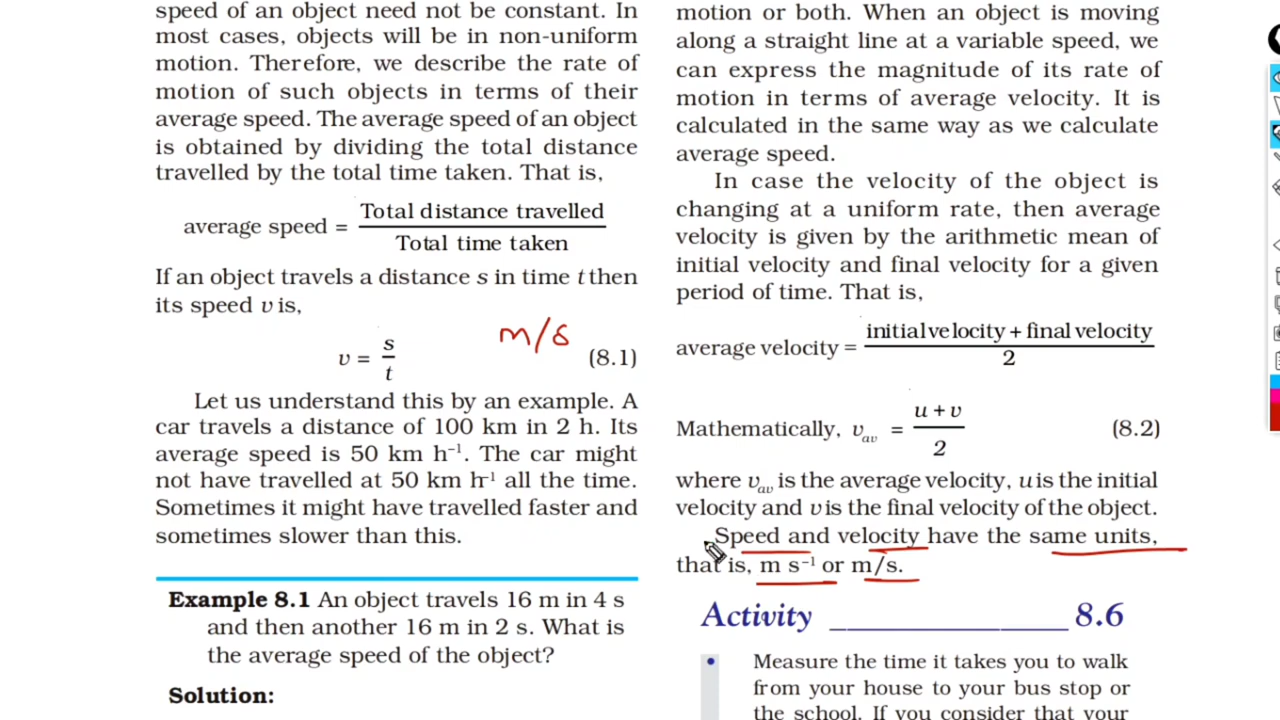 speed of an object need not be constant. In
most cases, objects will be in non-uniform
motion. Therefore, we describe the rate of
motion of such objects in terms of their
average speed. The average speed of an object
is obtained by dividing the total distance
travelled by the total time taken. That is,
average speed = Total distance travelled
Total time taken
If an object travels a distance s in time t then
its speed v is,
m/s
v = s/t (8.1)
Let us understand this by an example. A
car travels a distance of 100 km in 2 h. Its
average speed is 50 km h⁻¹. The car might
not have travelled at 50 km h⁻¹ all the time.
Sometimes it might have travelled faster and
sometimes slower than this.
Example 8.1 An object travels 16 m in 4 s
and then another 16 m in 2 s. What is
the average speed of the object?
Solution:
motion or both. When an object is moving
along a straight line at a variable speed, we
can express the magnitude of its rate of
motion in terms of average velocity. It is
calculated in the same way as we calculate
average speed.
In case the velocity of the object is
changing at a uniform rate, then average
velocity is given by the arithmetic mean of
initial velocity and final velocity for a given
period of time. That is,
average velocity = initial velocity + final velocity
2
Mathematically, vav = u + v
2
(8.2)
where vav is the average velocity, u is the initial
velocity and v is the final velocity of the object.
Speed and velocity have the same units,
that is, m s⁻¹ or m/s.
Activity 8.6
• Measure the time it takes you to walk
from your house to your bus stop or
the school. If you consider that your